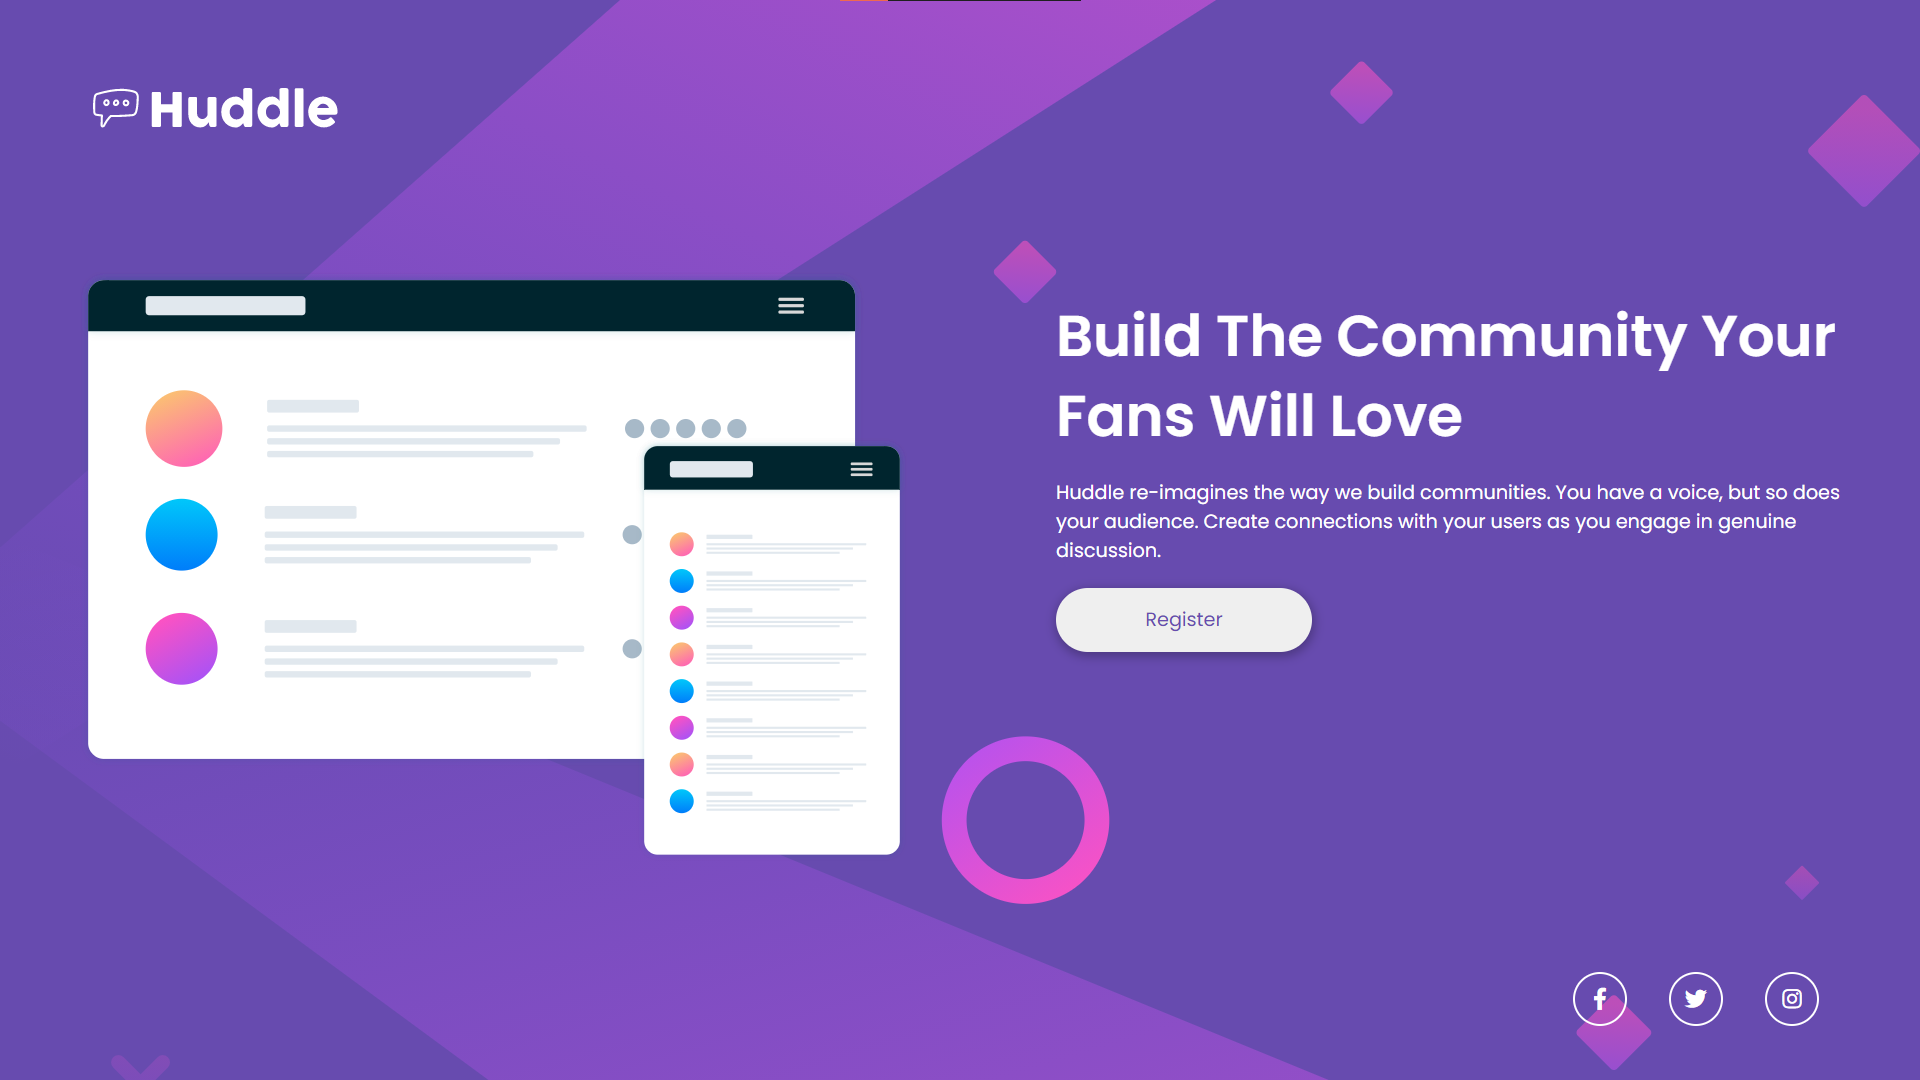 Huddle
Build The Community Your
Fans Will Love
Huddle re-imagines the way we build communities. You have a voice, but so does
your audience. Create connections with your users as you engage in genuine
discussion.
Register